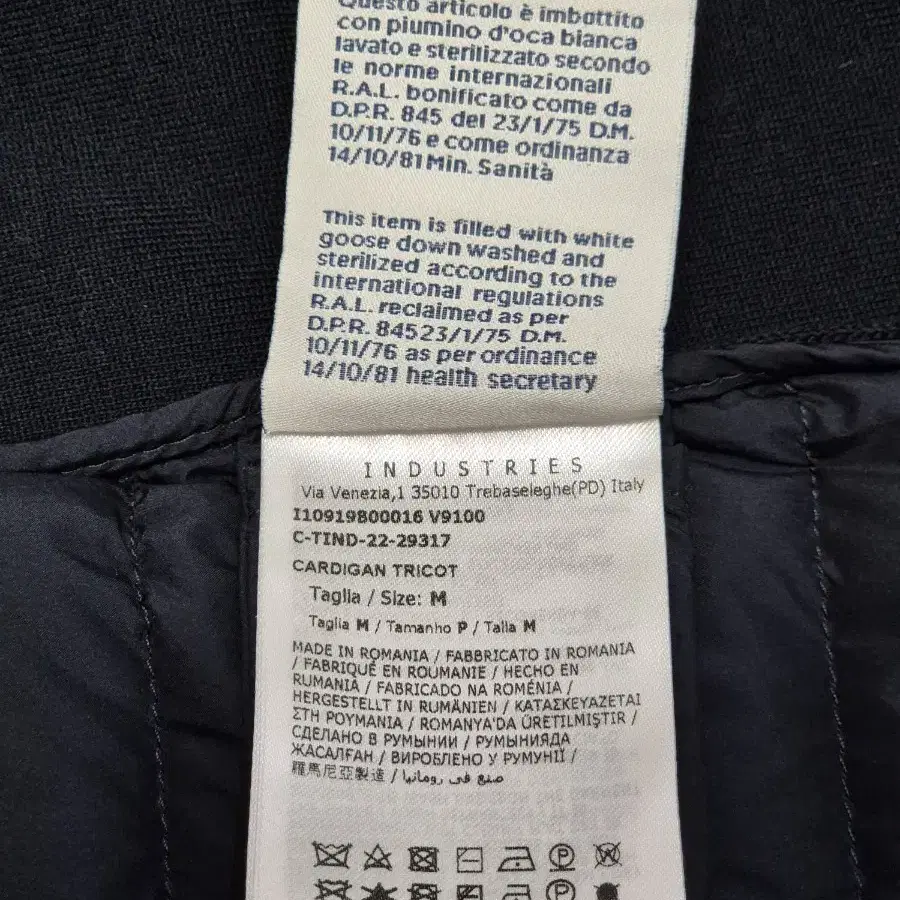 Questo articolo è imbottito
con piumino d'oca bianca
lavato e sterilizzato secondo
le norme internazionali
R.A.L. bonificato come da
D.P.R. 845 del 23/1/75 D.M.
10/11/76 e come ordinanza
14/10/81 Min. Sanità
This item is filled with white
goose down washed and
sterilized according to the
international regulations
R.A.L. reclaimed as per
D.P.R. 84523/1/75 D.M.
10/11/76 as per ordinance
14/10/81 health secretary
INDUSTRIES
Via Venezia,1 35010 Trebaseleghe(PD) Italy
I10919B00016 V9100
C-TIND-22-29317
CARDIGAN TRICOT
Taglia / Size: M
Taglia M / Tamanho P / Talla M
MADE IN ROMANIA / FABBRICATO IN ROMANIA
/ FABRIQUÉ EN ROUMANIE / HECHO EN
RUMANIA / FABRICADO NA ROMÉNIA /
HERGESTELLT IN RUMÄNIEN / ΚΑΤΑΣΚΕΥΑΖΕΤΑΙ
ΣΤΗ ΡΟΥΜΑΝΙΑ / ROMANYA'DA ÜRETILMIŞTIR /
СДЕЛАНО В РУМЫНИИ / РУМЫНИЯДА
ЖАСАЛҒАН / ВИРОБЛЕНО У РУМУНІЇ /
羅馬尼亞製造 / صنع في رومانيا